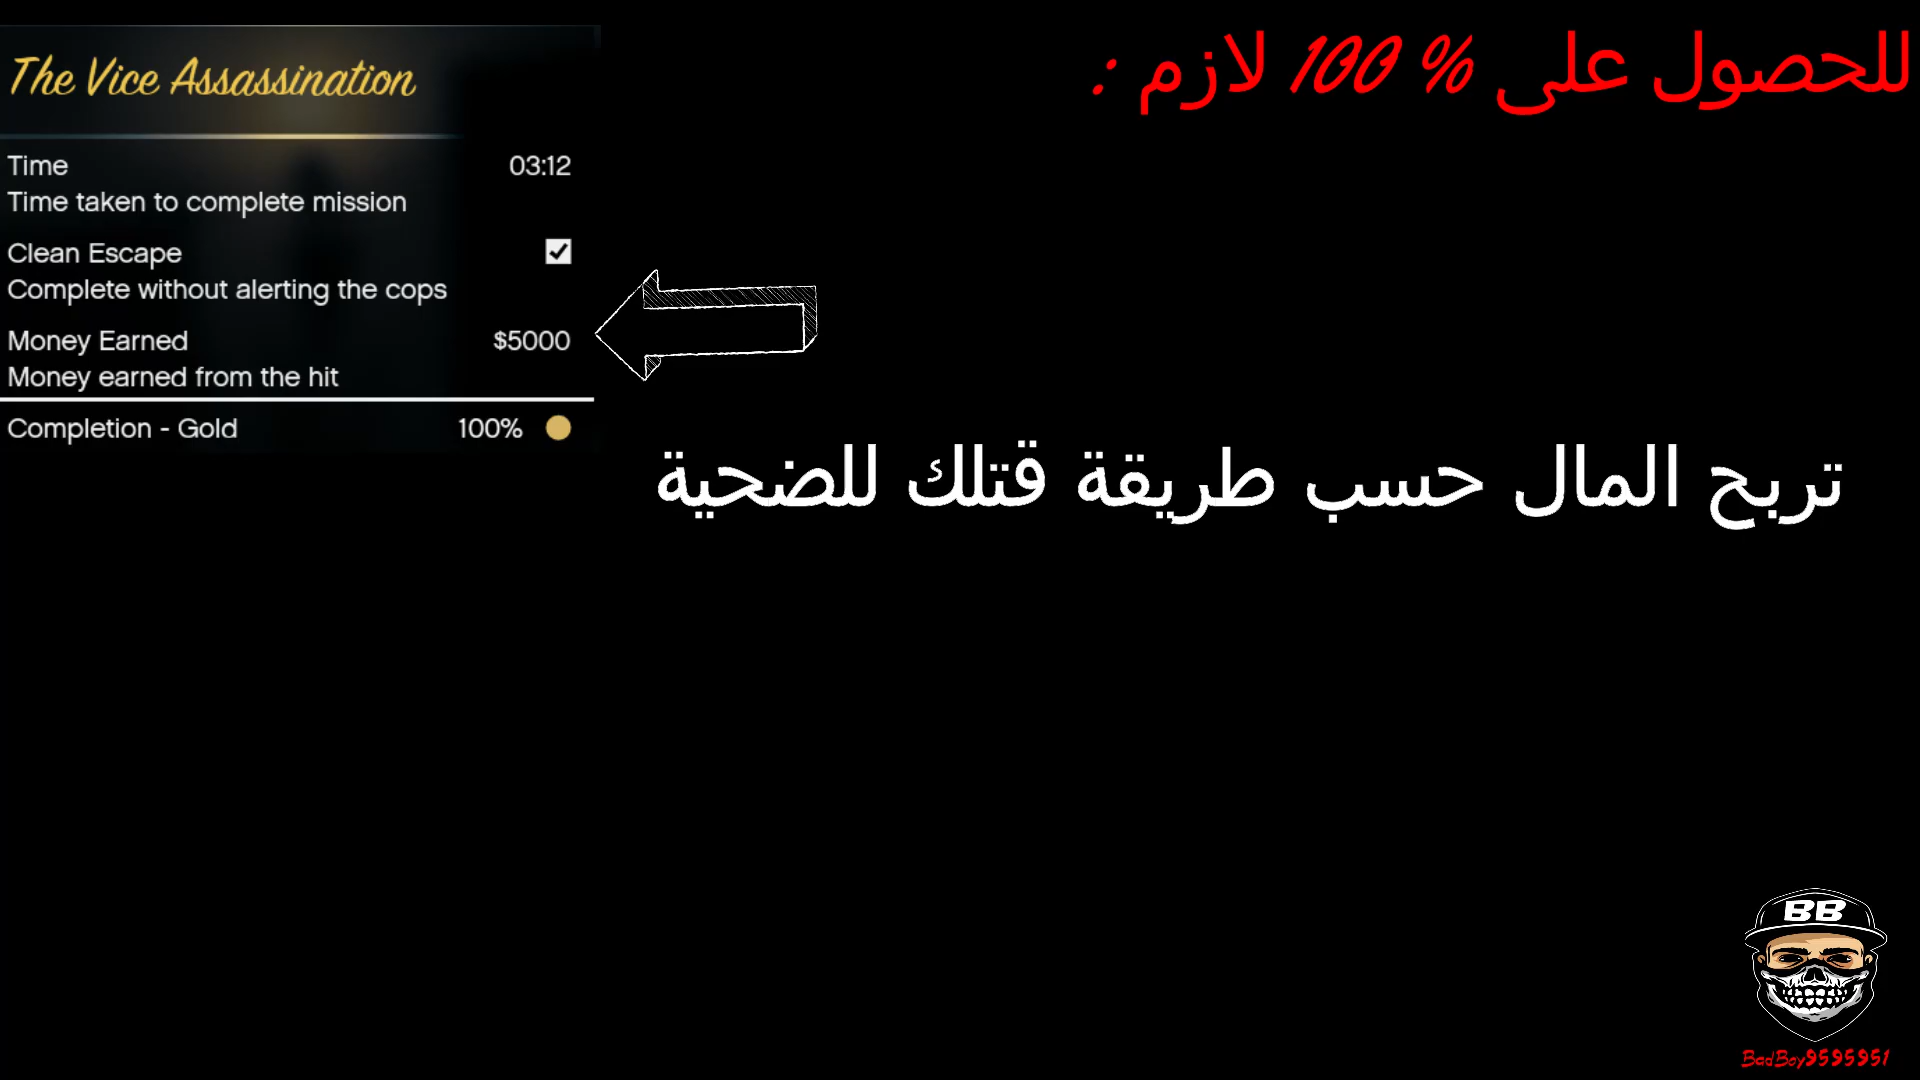 للحصول على % 100 لازم :
The Vice Assassination
Time 03:12
Time taken to complete mission
Clean Escape
Complete without alerting the cops
Money Earned $5000
Money earned from the hit
Completion - Gold 100%
تربح المال حسب طريقة قتلك للضحية
BB
BadBoy9595951